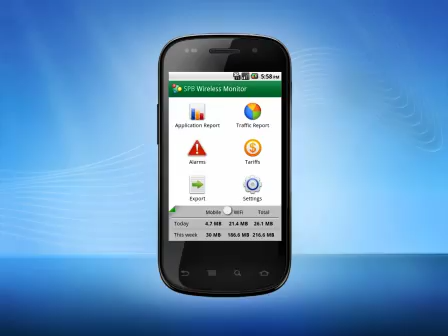 5:58 PM
SPB Wireless Monitor
Application Report Traffic Report
Alarms Tariffs
Export Settings
Mobile WiFi Total
Today 4.7 MB 21.4 MB 26.1 MB
This week 30 MB 186.6 MB 216.6 MB